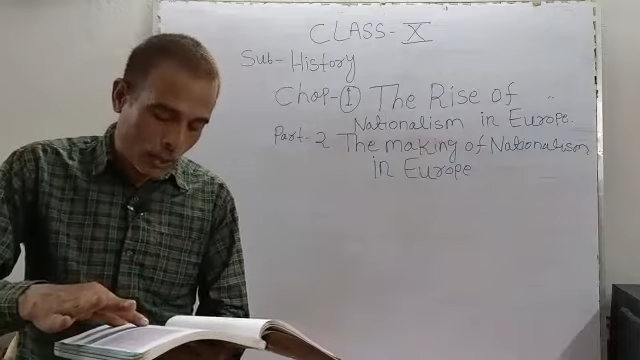 CLASS-X
Sub- History
Chap-① The Rise of
Nationalism in Europe.
Part-2 The making of Nationalism
in Europe